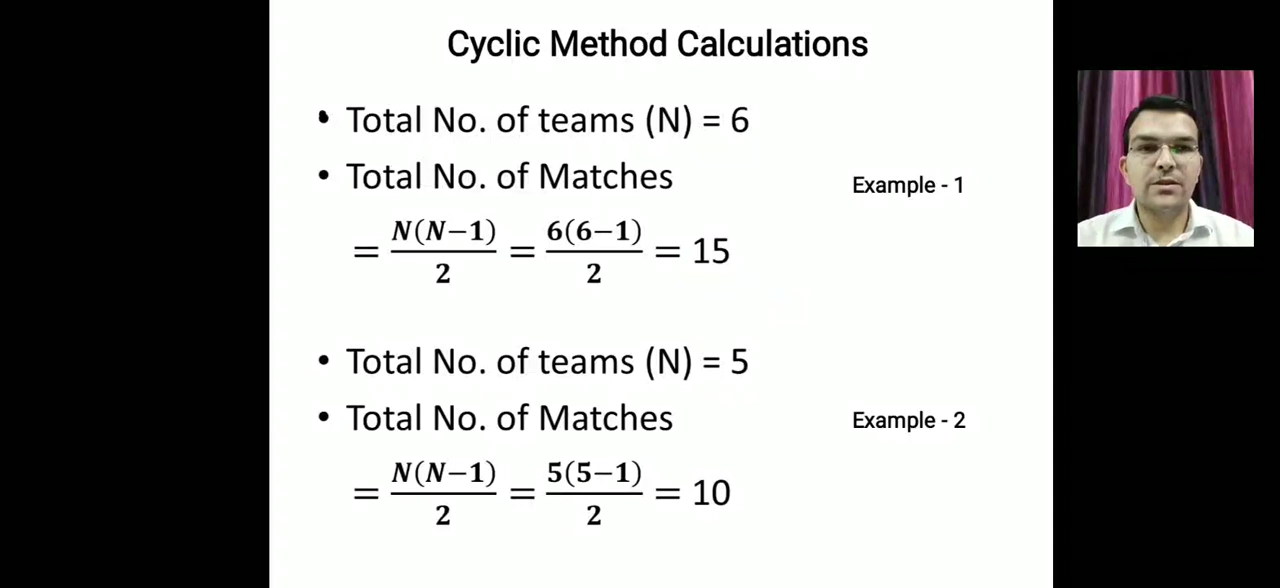 Cyclic Method Calculations
• Total No. of teams (N) = 6
• Total No. of Matches
Example - 1
= N(N−1)/2 = 6(6−1)/2 = 15
• Total No. of teams (N) = 5
• Total No. of Matches
Example - 2
= N(N−1)/2 = 5(5−1)/2 = 10